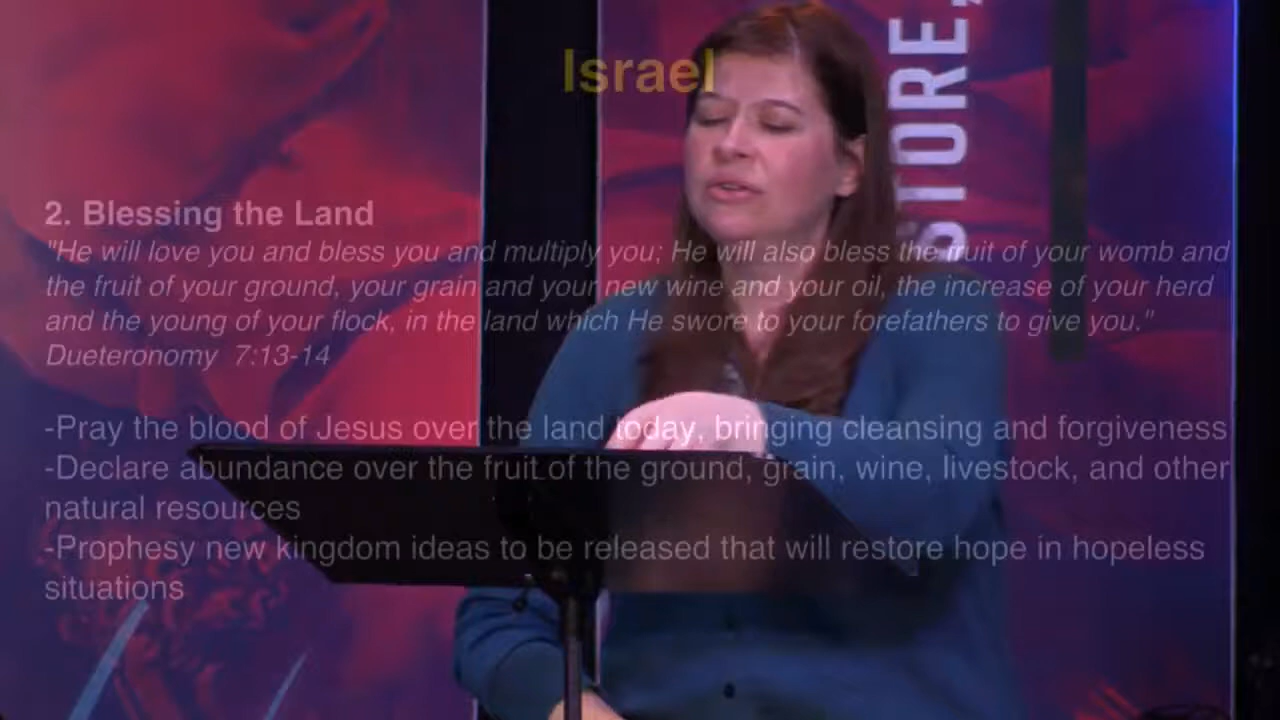 Israel
STORE,
2. Blessing the Land
"He will love you and bless you and multiply you; He will also bless the fruit of your womb and
the fruit of your ground, your grain and your new wine and your oil, the increase of your herd
and the young of your flock, in the land which He swore to your forefathers to give you."
Dueteronomy 7:13-14
-Pray the blood of Jesus over the land today, bringing cleansing and forgiveness
-Declare abundance over the fruit of the ground, grain, wine, livestock, and other
natural resources
-Prophesy new kingdom ideas to be released that will restore hope in hopeless
situations